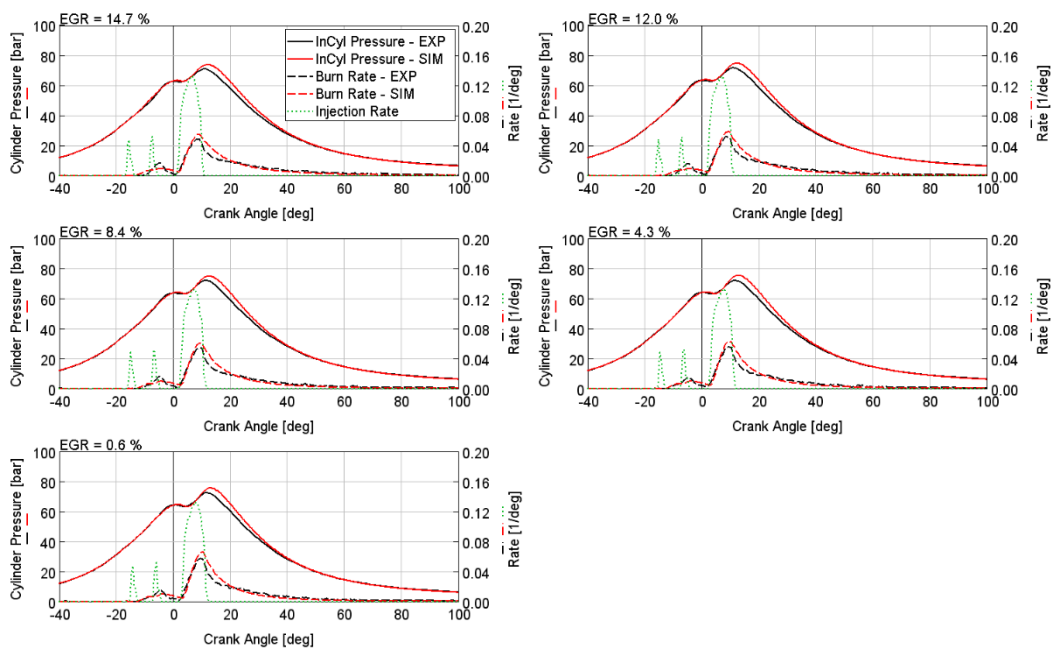 EGR = 14.7 %
100
80
60
40
20
0
Cylinder Pressure [bar]
InCyl Pressure - EXP
InCyl Pressure - SIM
Burn Rate - EXP
Burn Rate - SIM
Injection Rate
0.20
0.16
0.12
0.08
0.04
0.00
Rate [1/deg]
-40 -20 0 20 40 60 80 100
Crank Angle [deg]
EGR = 12.0 %
100
80
60
40
20
0
Cylinder Pressure [bar]
0.20
0.16
0.12
0.08
0.04
0.00
Rate [1/deg]
-40 -20 0 20 40 60 80 100
Crank Angle [deg]
EGR = 8.4 %
100
80
60
40
20
0
Cylinder Pressure [bar]
0.20
0.16
0.12
0.08
0.04
0.00
Rate [1/deg]
-40 -20 0 20 40 60 80 100
Crank Angle [deg]
EGR = 4.3 %
100
80
60
40
20
0
Cylinder Pressure [bar]
0.20
0.16
0.12
0.08
0.04
0.00
Rate [1/deg]
-40 -20 0 20 40 60 80 100
Crank Angle [deg]
EGR = 0.6 %
100
80
60
40
20
0
Cylinder Pressure [bar]
0.20
0.16
0.12
0.08
0.04
0.00
Rate [1/deg]
-40 -20 0 20 40 60 80 100
Crank Angle [deg]